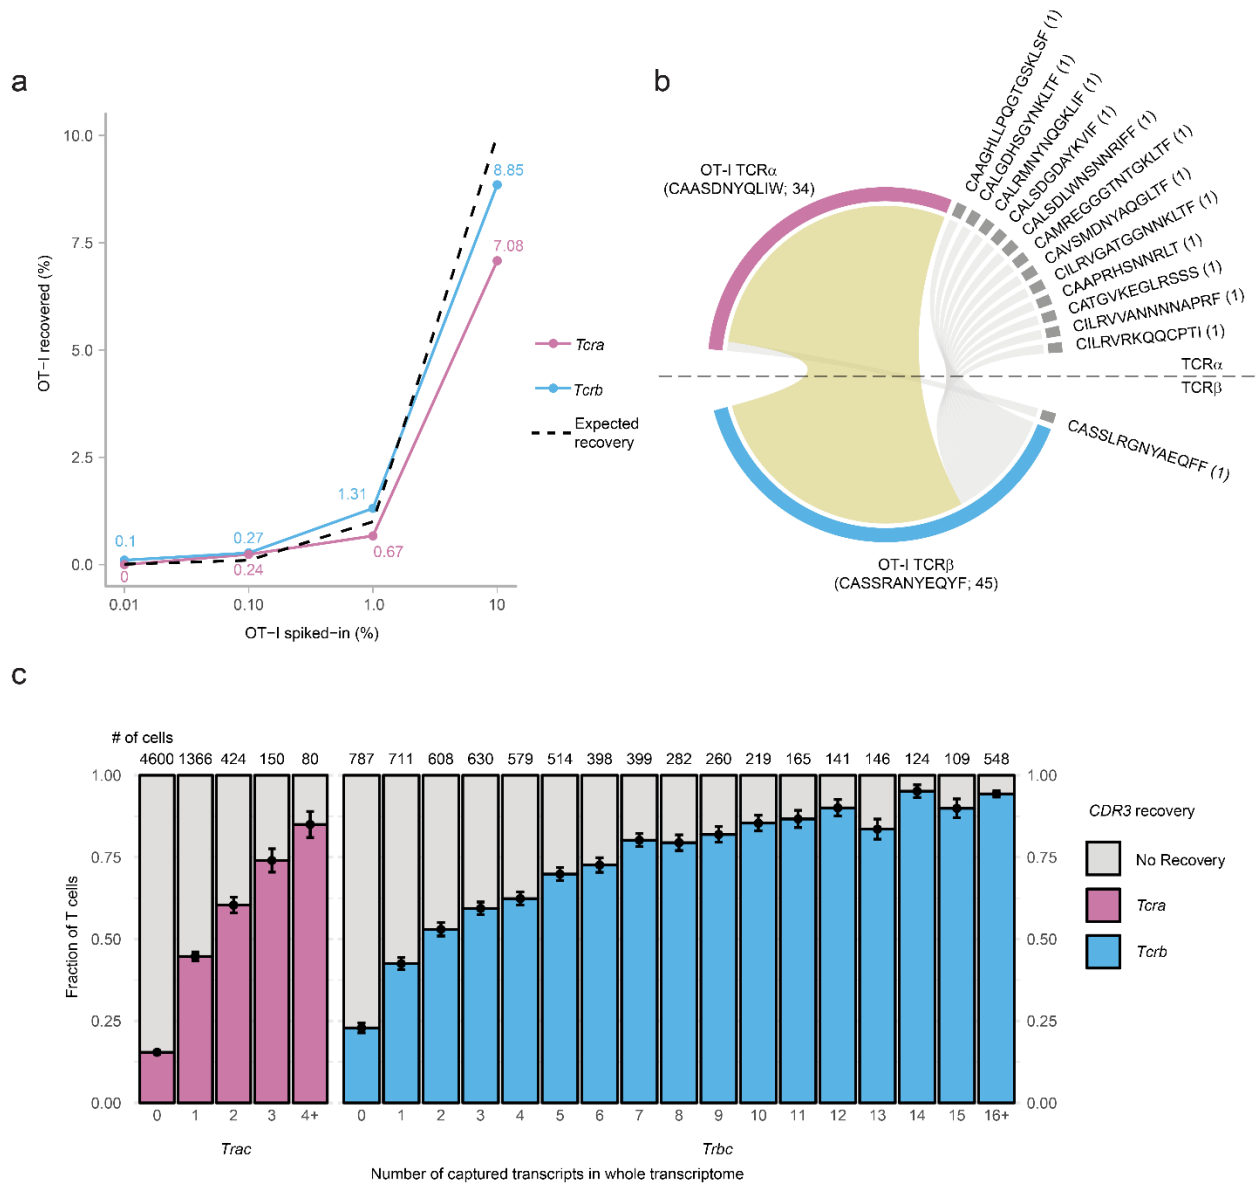 a
10.0
7.5
5.0
2.5
0.0
OT-I recovered (%)
8.85
7.08
1.31
0.67
0.27
0.24
0.1
0
0.01
0.10
1.0
10
OT-I spiked-in (%)
Tcra
Tcrb
Expected
recovery
b
OT-I TCRα
(CAASDNYQLIW; 34)
CAAGHLLPQGTGSKLSF (1)
CALGDHSGYNKLTF (1)
CALRMNYNQGKLIF (1)
CALSDGDAYKVIF (1)
CALSDLWNSNNRIFF (1)
CAMREGGGTNTGKLTF (1)
CAVSMDNYAQGLTF (1)
CILRVGATGGNNKLTF (1)
CAAPRHSNNRLT (1)
CATGVKEGLRSSS (1)
CILRVVANNNNAPRF (1)
CILRVRKQQCPTI (1)
TCRα
TCRβ
CASSLRGNYAEQFF (1)
OT-I TCRβ
(CASSRANYEQYF; 45)
c
# of cells
4600 1366 424 150 80
787 711 608 630 579 514 398 399 282 260 219 165 141 146 124 109 548
1.00
0.75
0.50
0.25
0.00
Fraction of T cells
1.00
0.75
0.50
0.25
0.00
0 1 2 3 4+
0 1 2 3 4 5 6 7 8 9 10 11 12 13 14 15 16+
Trac
Trbc
Number of captured transcripts in whole transcriptome
CDR3 recovery
No Recovery
Tcra
Tcrb